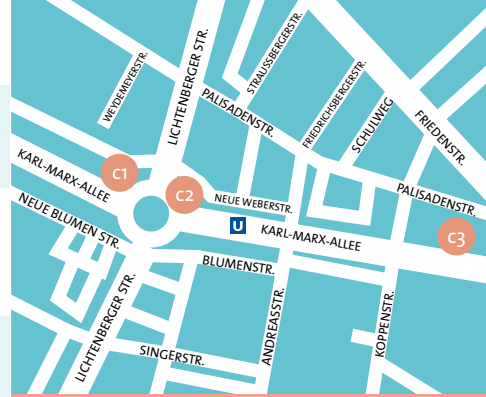 LICHTENBERGER STR.
STRAUSSBERGERSTR.
WEYDEMEYERSTR.
PALISADENSTR.
FRIEDRICHSBERGERSTR.
SCHULWEG
FRIEDENSTR.
C1
KARL-MARX-ALLEE
C2
NEUE WEBERSTR.
PALISADENSTR.
NEUE BLUMEN STR.
U
KARL-MARX-ALLEE
C3
BLUMENSTR.
LICHTENBERGER STR.
ANDREASSTR.
KOPPENSTR.
SINGERSTR.